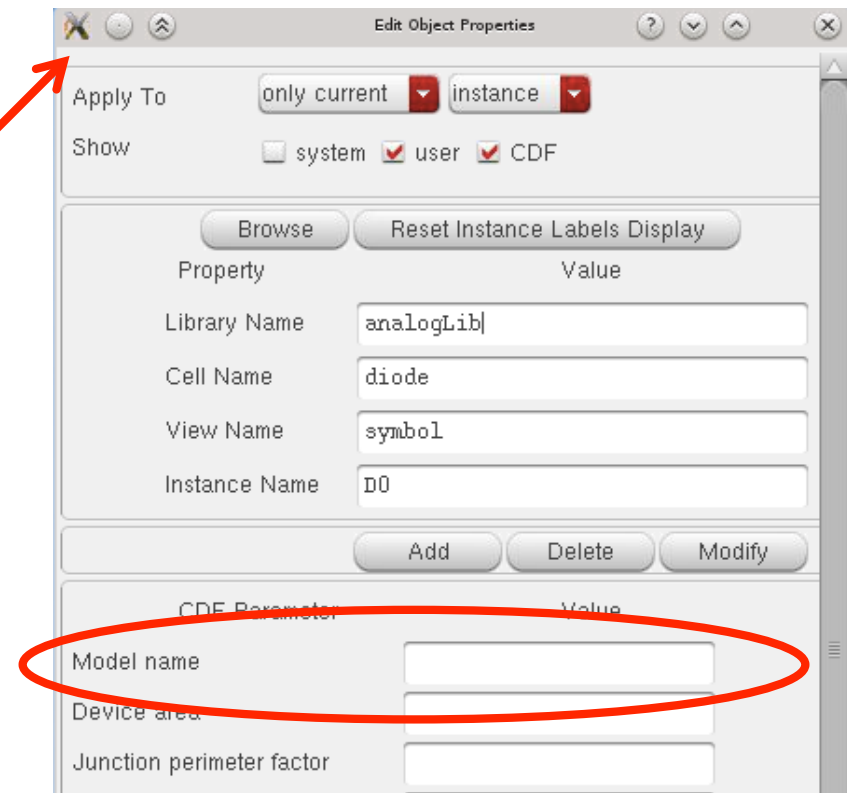 Edit Object Properties
Apply To only current instance
Show system user CDF
Browse Reset Instance Labels Display
Property Value
Library Name analogLib
Cell Name diode
View Name symbol
Instance Name D0
Add Delete Modify
CDF Parameter Value
Model name
Device area
Junction perimeter factor